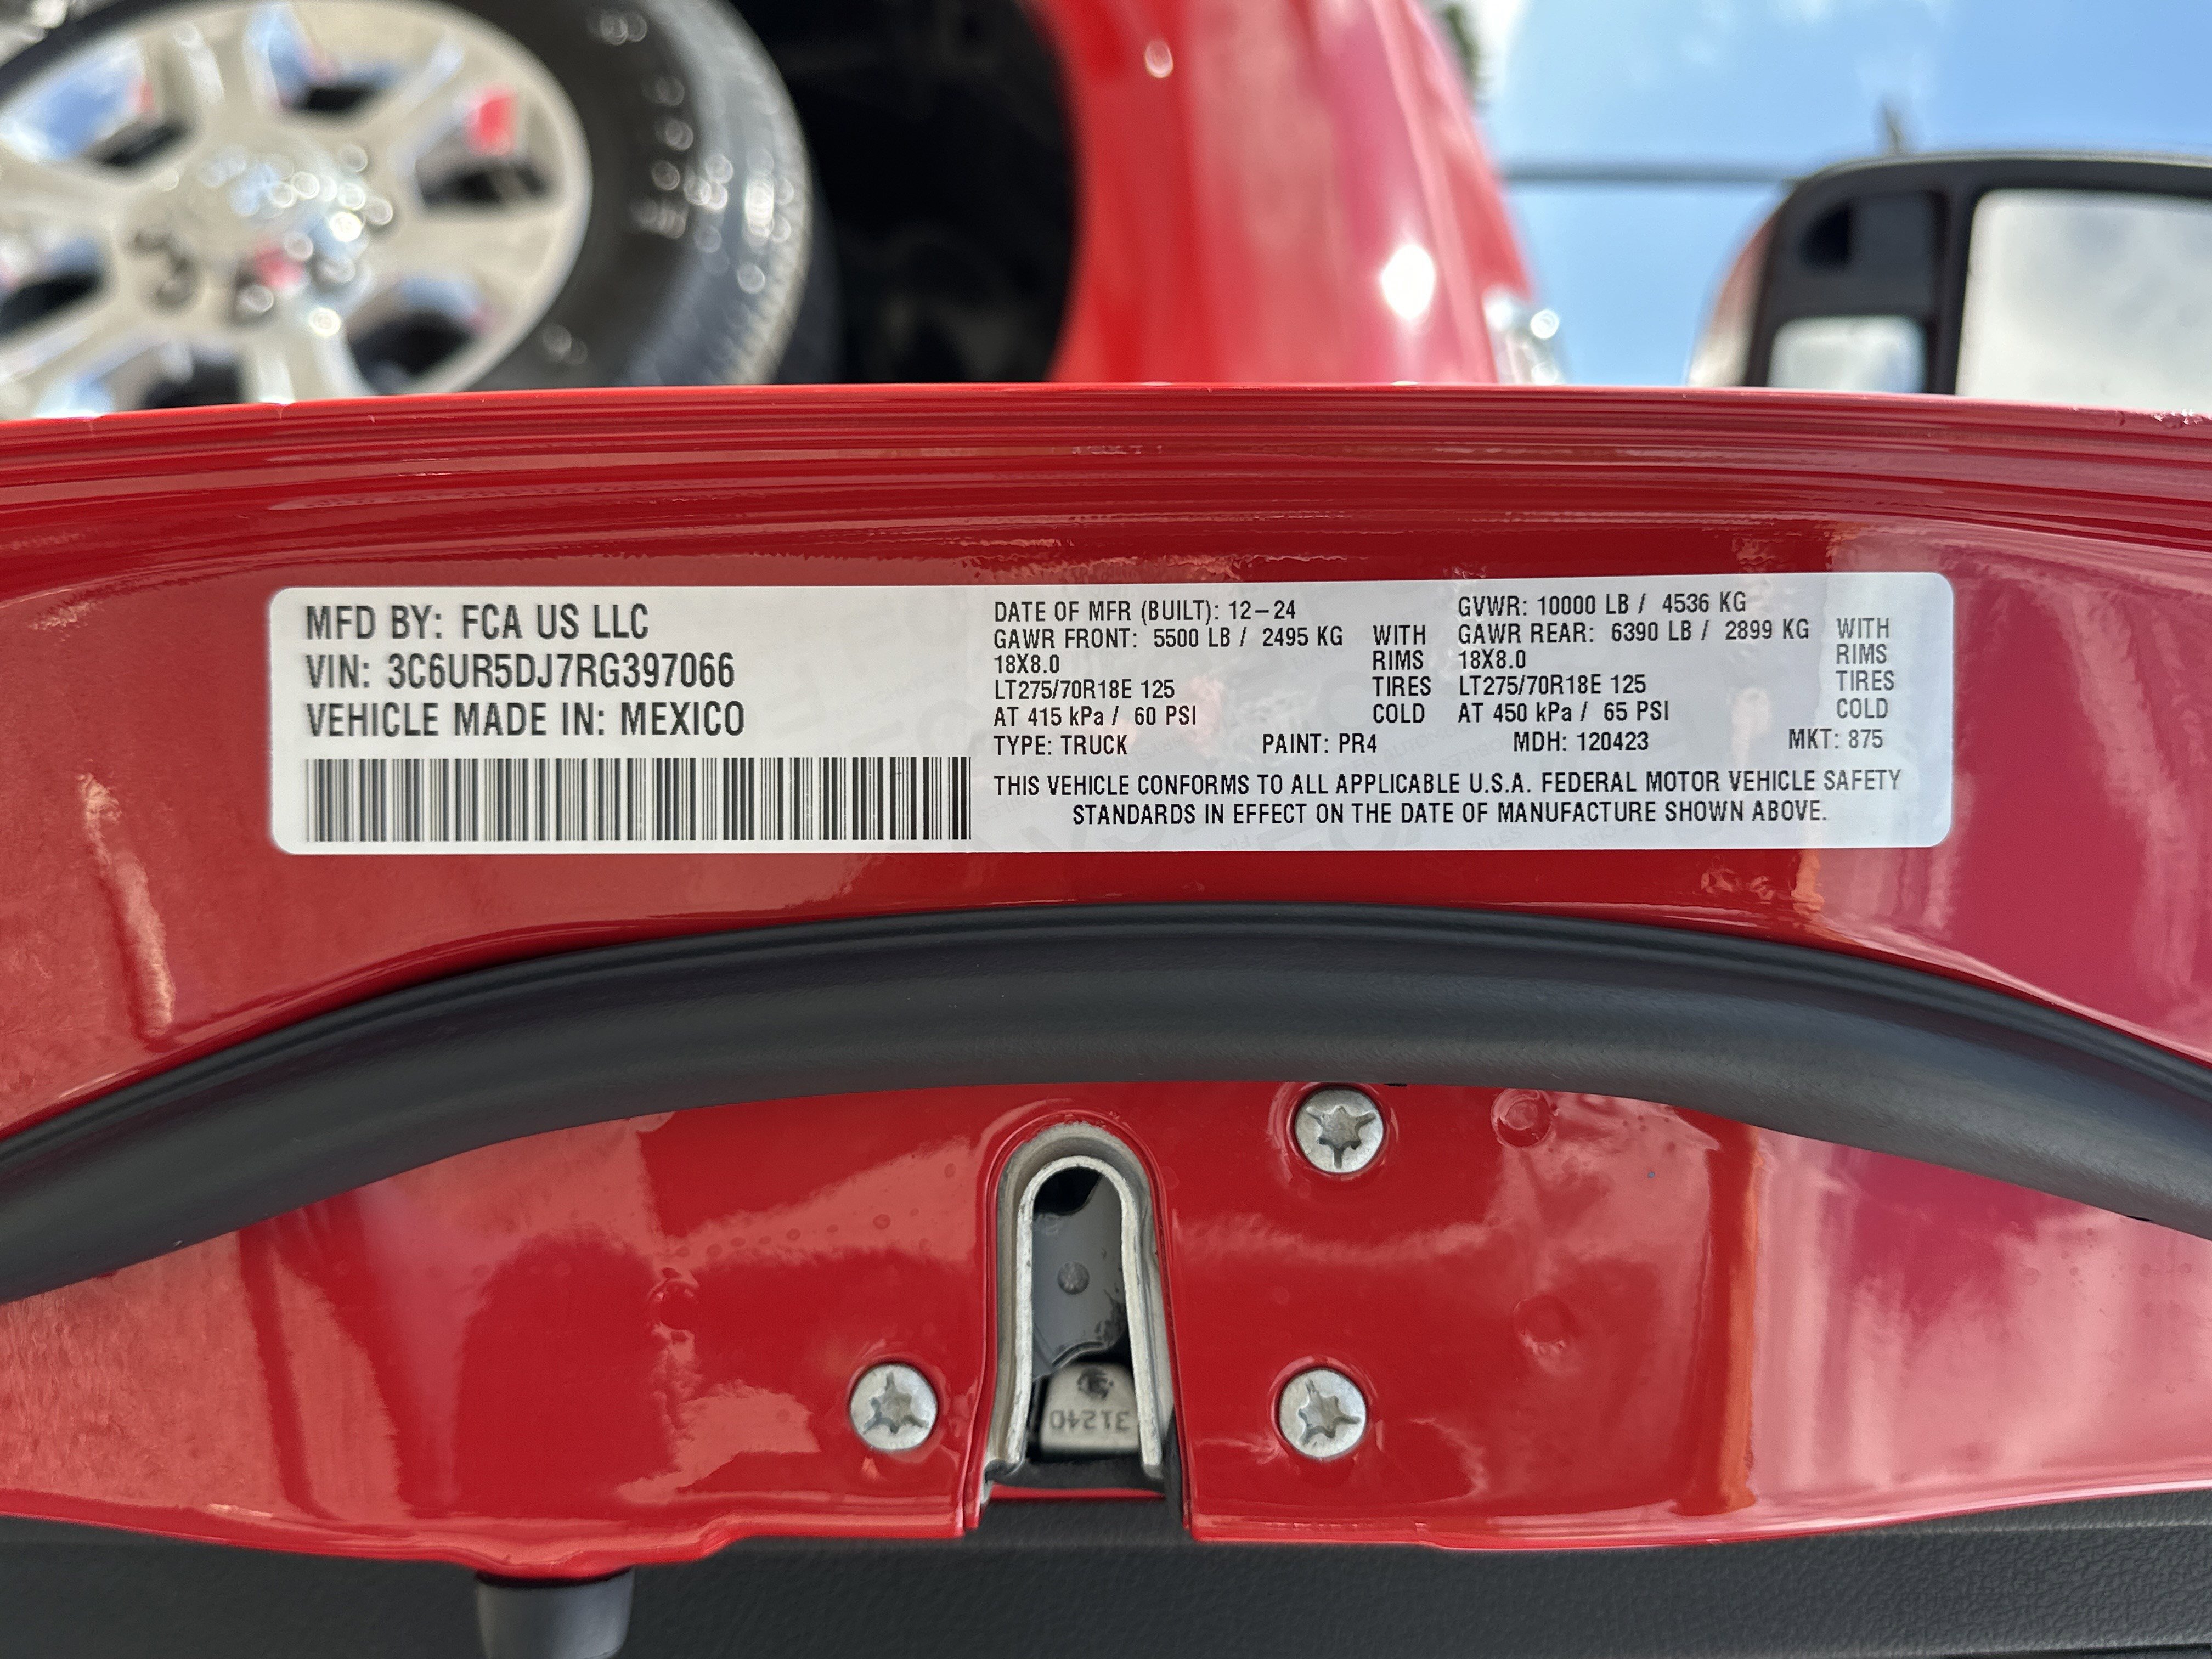 MFD BY: FCA US LLC
VIN: 3C6UR5DJ7RG397066
VEHICLE MADE IN: MEXICO
DATE OF MFR (BUILT): 12-24 GVWR: 10000 LB / 4536 KG
GAWR FRONT: 5500 LB / 2495 KG WITH GAWR REAR: 6390 LB / 2899 KG WITH
18X8.0 RIMS 18X8.0 RIMS
LT275/70R18E 125 TIRES LT275/70R18E 125 TIRES
AT 415 kPa / 60 PSI COLD AT 450 kPa / 65 PSI COLD
TYPE: TRUCK PAINT: PR4 MDH: 120423 MKT: 875
THIS VEHICLE CONFORMS TO ALL APPLICABLE U.S.A. FEDERAL MOTOR VEHICLE SAFETY
STANDARDS IN EFFECT ON THE DATE OF MANUFACTURE SHOWN ABOVE.
31240